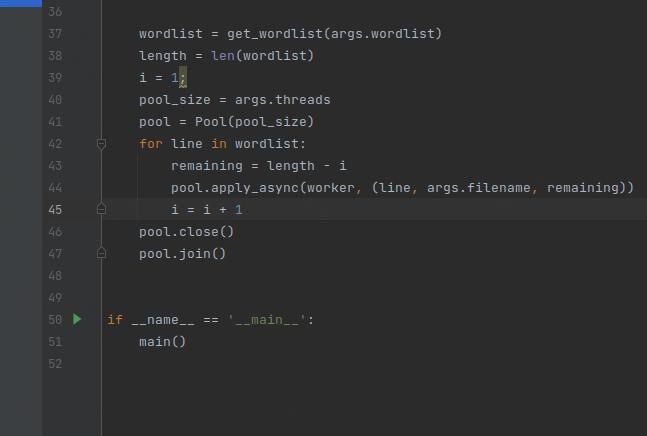 36
37 wordlist = get_wordlist(args.wordlist)
38 length = len(wordlist)
39 i = 1;
40 pool_size = args.threads
41 pool = Pool(pool_size)
42 for line in wordlist:
43 remaining = length - i
44 pool.apply_async(worker, (line, args.filename, remaining))
45 i = i + 1
46 pool.close()
47 pool.join()
48
49
50 if __name__ == '__main__':
51 main()
52